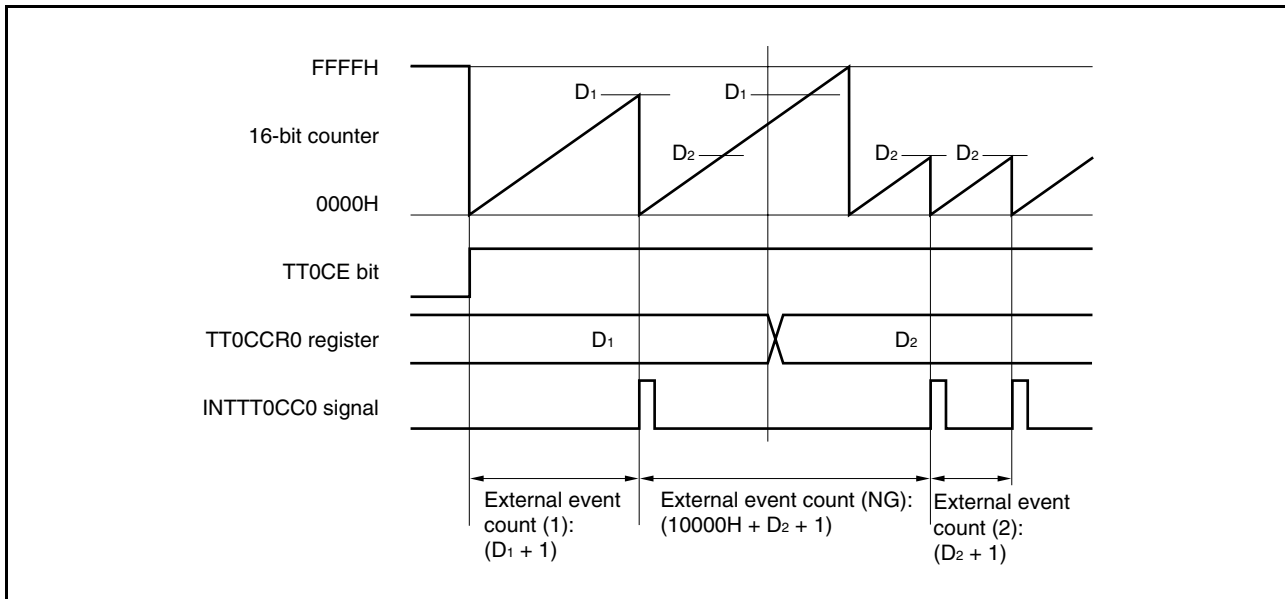 FFFFH
D1
D1
16-bit counter
D2
D2
D2
0000H
TT0CE bit
TT0CCR0 register
D1
D2
INTTT0CC0 signal
External event
count (1):
(D1 + 1)
External event count (NG):
(10000H + D2 + 1)
External event
count (2):
(D2 + 1)